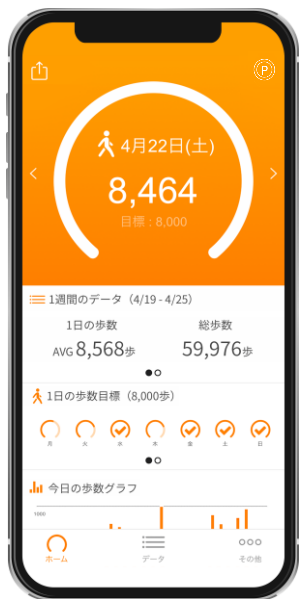 P
4月22日(土)
8,464
目標 : 8,000
1週間のデータ（4/19 - 4/25）
1日の歩数 総歩数
AVG 8,568歩 59,976歩
1日の歩数目標（8,000歩）
月 火 水 木 金 土 日
今日の歩数グラフ
1000
ホーム データ その他